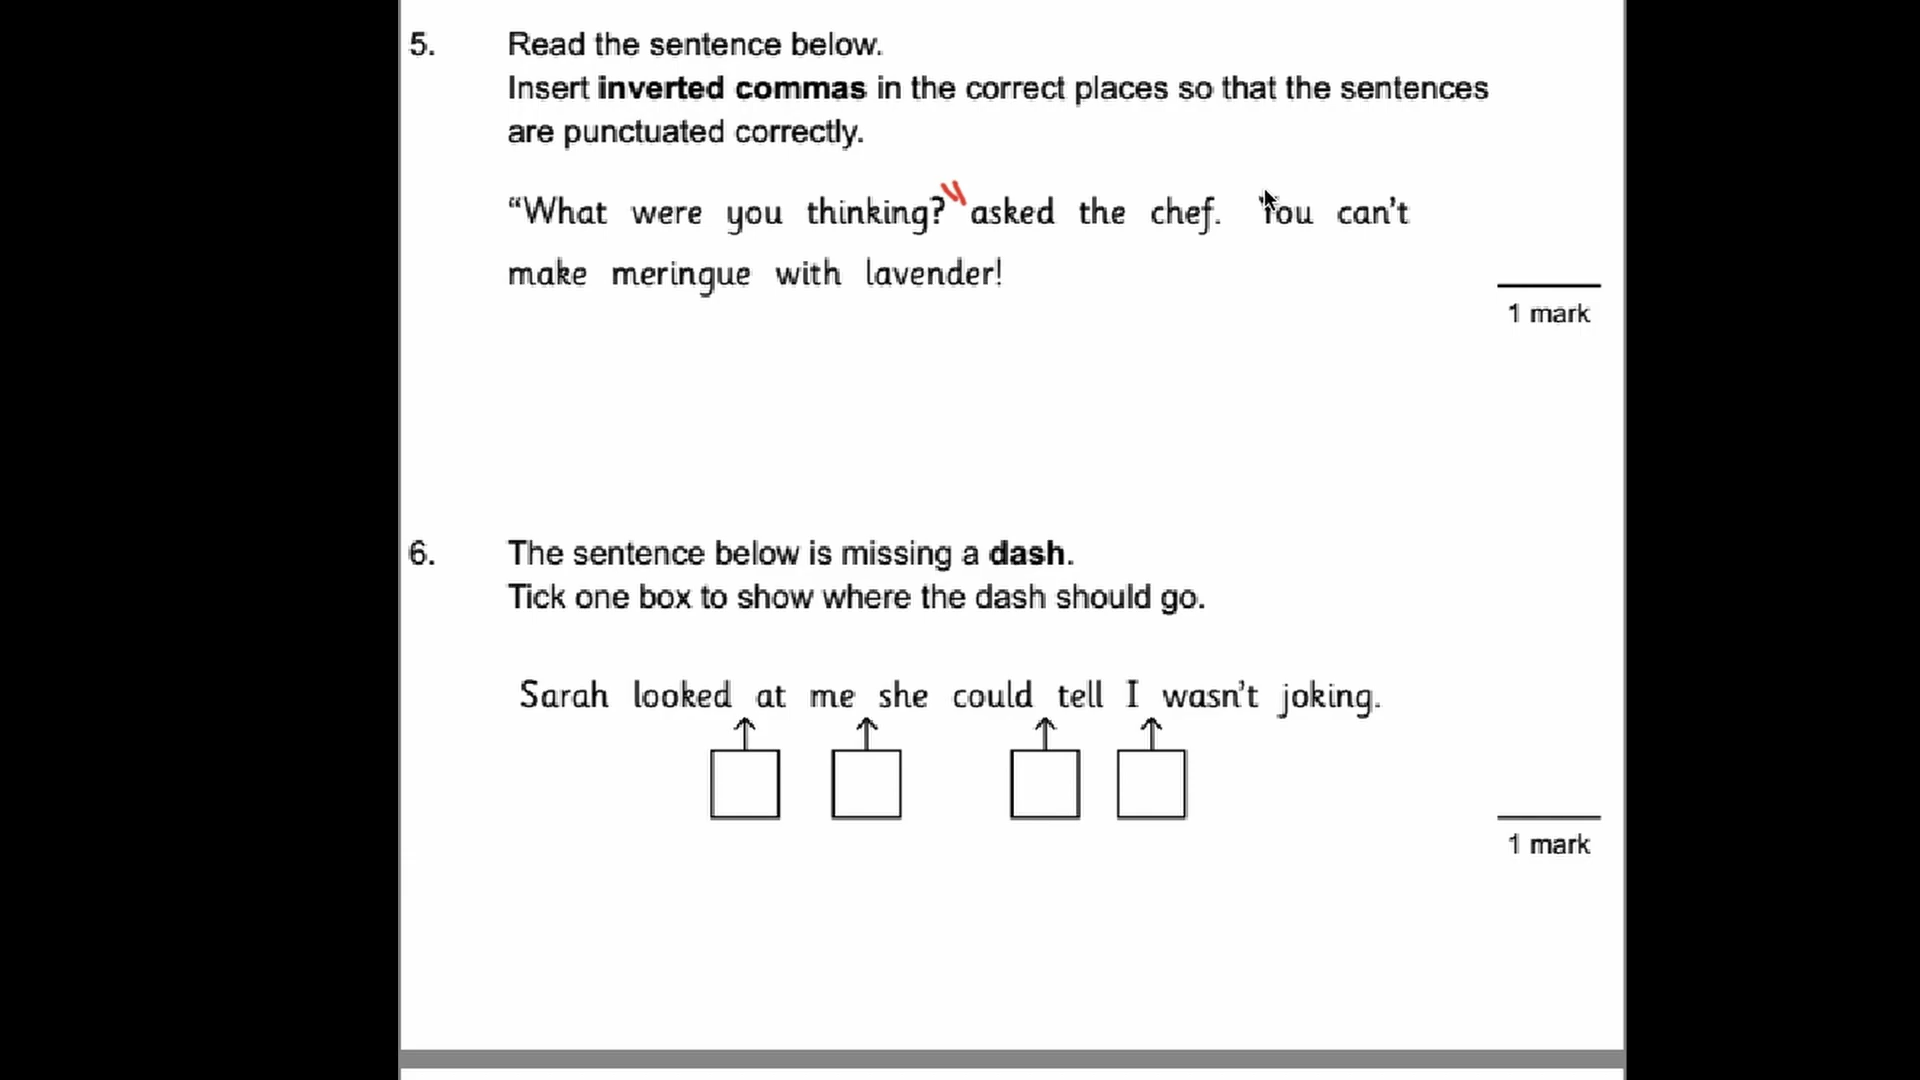 5. Read the sentence below.
Insert inverted commas in the correct places so that the sentences
are punctuated correctly.
“What were you thinking?" asked the chef. You can't
make meringue with lavender!
1 mark
6. The sentence below is missing a dash.
Tick one box to show where the dash should go.
Sarah looked at me she could tell I wasn't joking.
1 mark